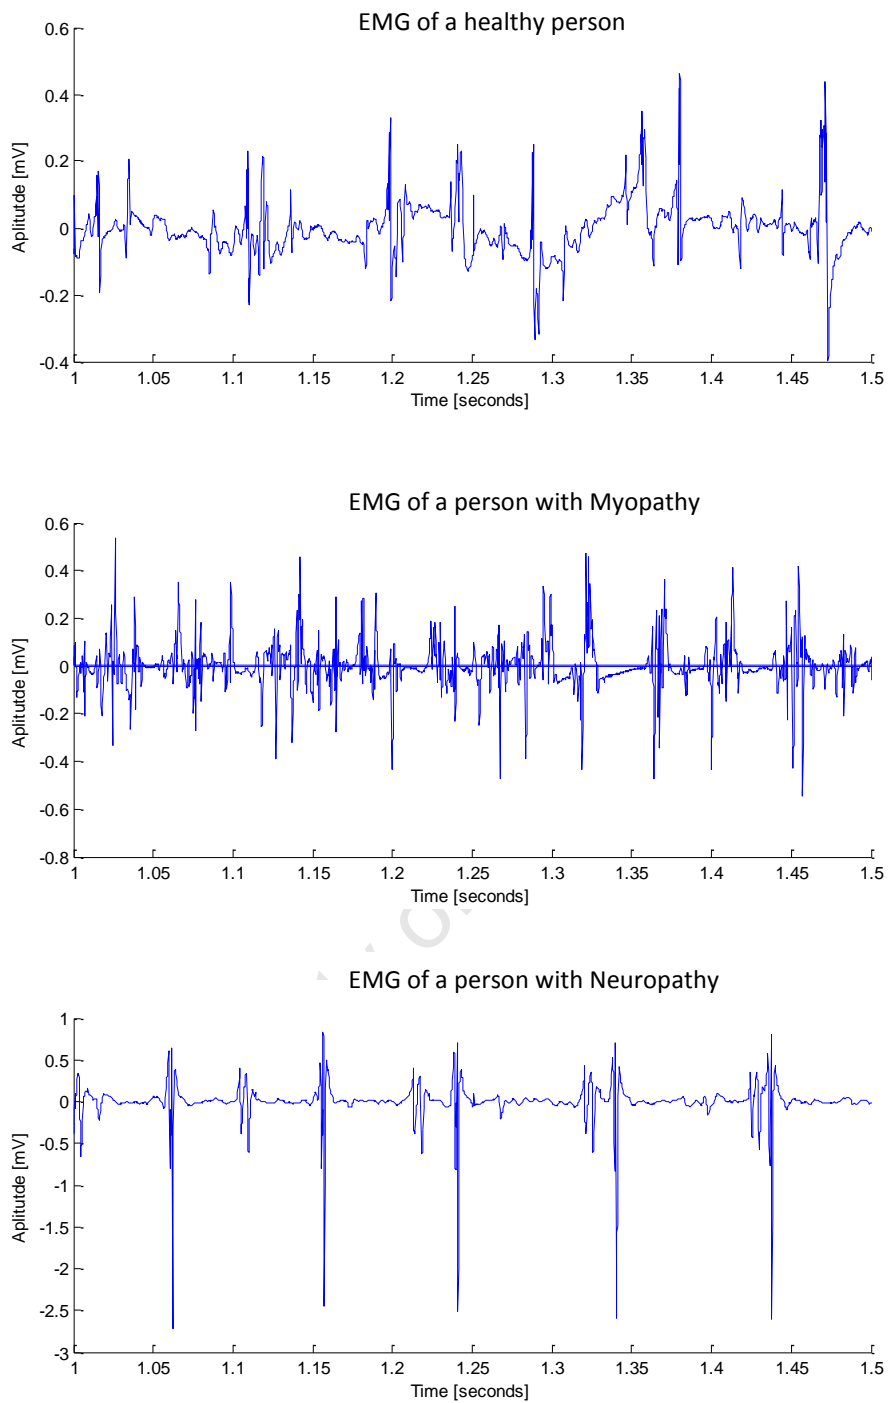 EMG of a healthy person
0.6
0.4
0.2
0
-0.2
-0.4
Aplitutde [mV]
1 1.05 1.1 1.15 1.2 1.25 1.3 1.35 1.4 1.45 1.5
Time [seconds]
EMG of a person with Myopathy
0.6
0.4
0.2
0
-0.2
-0.4
-0.6
-0.8
Aplitutde [mV]
1 1.05 1.1 1.15 1.2 1.25 1.3 1.35 1.4 1.45 1.5
Time [seconds]
EMG of a person with Neuropathy
1
0.5
0
-0.5
-1
-1.5
-2
-2.5
-3
Aplitutde [mV]
1 1.05 1.1 1.15 1.2 1.25 1.3 1.35 1.4 1.45 1.5
Time [seconds]